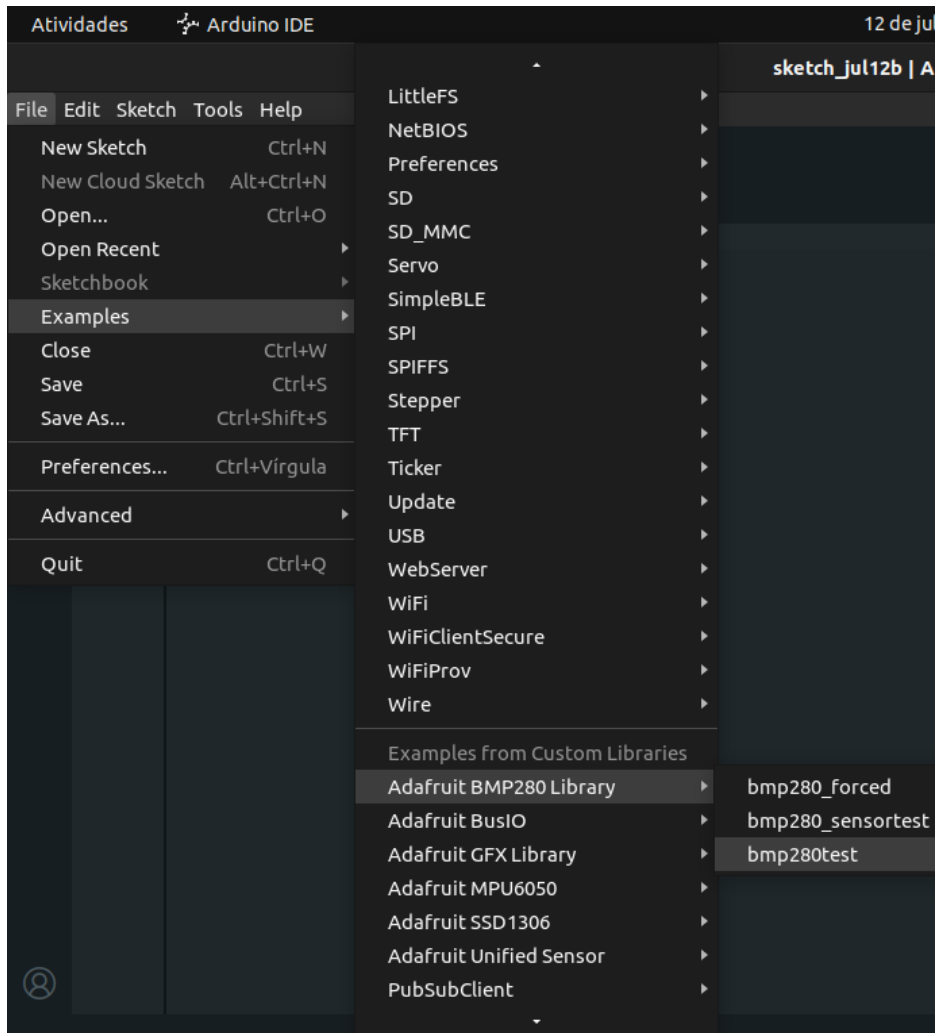 Atividades Arduino IDE 12 de jul
sketch_jul12b | A
File Edit Sketch Tools Help
New Sketch Ctrl+N
New Cloud Sketch Alt+Ctrl+N
Open... Ctrl+O
Open Recent
Sketchbook
Examples
Close Ctrl+W
Save Ctrl+S
Save As... Ctrl+Shift+S
Preferences... Ctrl+Vírgula
Advanced
Quit Ctrl+Q
LittleFS
NetBIOS
Preferences
SD
SD_MMC
Servo
SimpleBLE
SPI
SPIFFS
Stepper
TFT
Ticker
Update
USB
WebServer
WiFi
WiFiClientSecure
WiFiProv
Wire
Examples from Custom Libraries
Adafruit BMP280 Library
Adafruit BusIO
Adafruit GFX Library
Adafruit MPU6050
Adafruit SSD1306
Adafruit Unified Sensor
PubSubClient
bmp280_forced
bmp280_sensortest
bmp280test